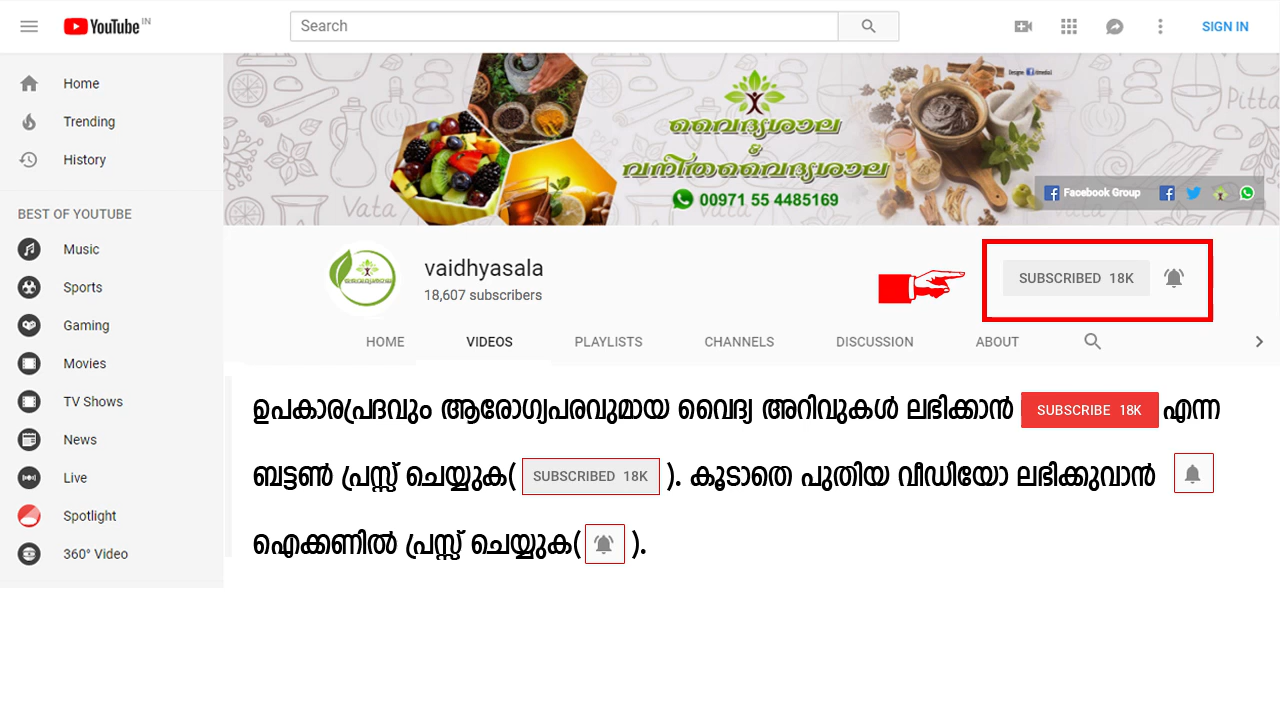 YouTube IN
Search
SIGN IN
Home
Trending
History
BEST OF YOUTUBE
Music
Sports
Gaming
Movies
TV Shows
News
Live
Spotlight
360° Video
വൈദ്യശാല
&
വനിതവൈദ്യശാല
00971 55 4485169
Vata
Vata
Pitta
Facebook Group
vaidhyasala
18,607 subscribers
SUBSCRIBED 18K
HOME VIDEOS PLAYLISTS CHANNELS DISCUSSION ABOUT
ഉപകാരപ്രദവും ആരോഗ്യപരവുമായ വൈദ്യ അറിവുകൾ ലഭിക്കാൻ SUBSCRIBE 18K എന്ന
ബട്ടൺ പ്രസ്സ് ചെയ്യുക( SUBSCRIBED 18K ). കൂടാതെ പുതിയ വീഡിയോ ലഭിക്കുവാൻ
ഐക്കണിൽ പ്രസ്സ് ചെയ്യുക( ).